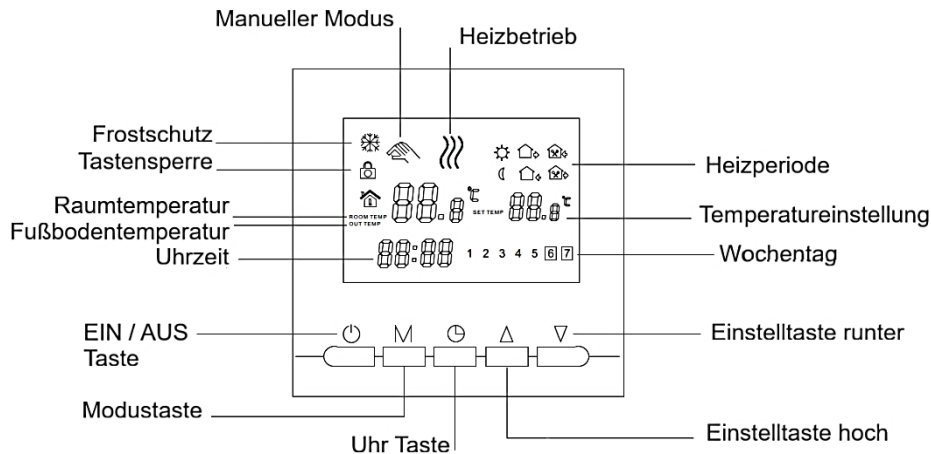 Manueller Modus
Heizbetrieb
Frostschutz
Tastensperre
Raumtemperatur
Fußbodentemperatur
Uhrzeit
ROOM TEMP
OUT TEMP
88.8 °C
SET TEMP 88.8 °C
88:88 1 2 3 4 5 6 7
Heizperiode
Temperatureinstellung
Wochentag
EIN / AUS
Taste
M
Einstelltaste runter
Modustaste
Uhr Taste
Einstelltaste hoch